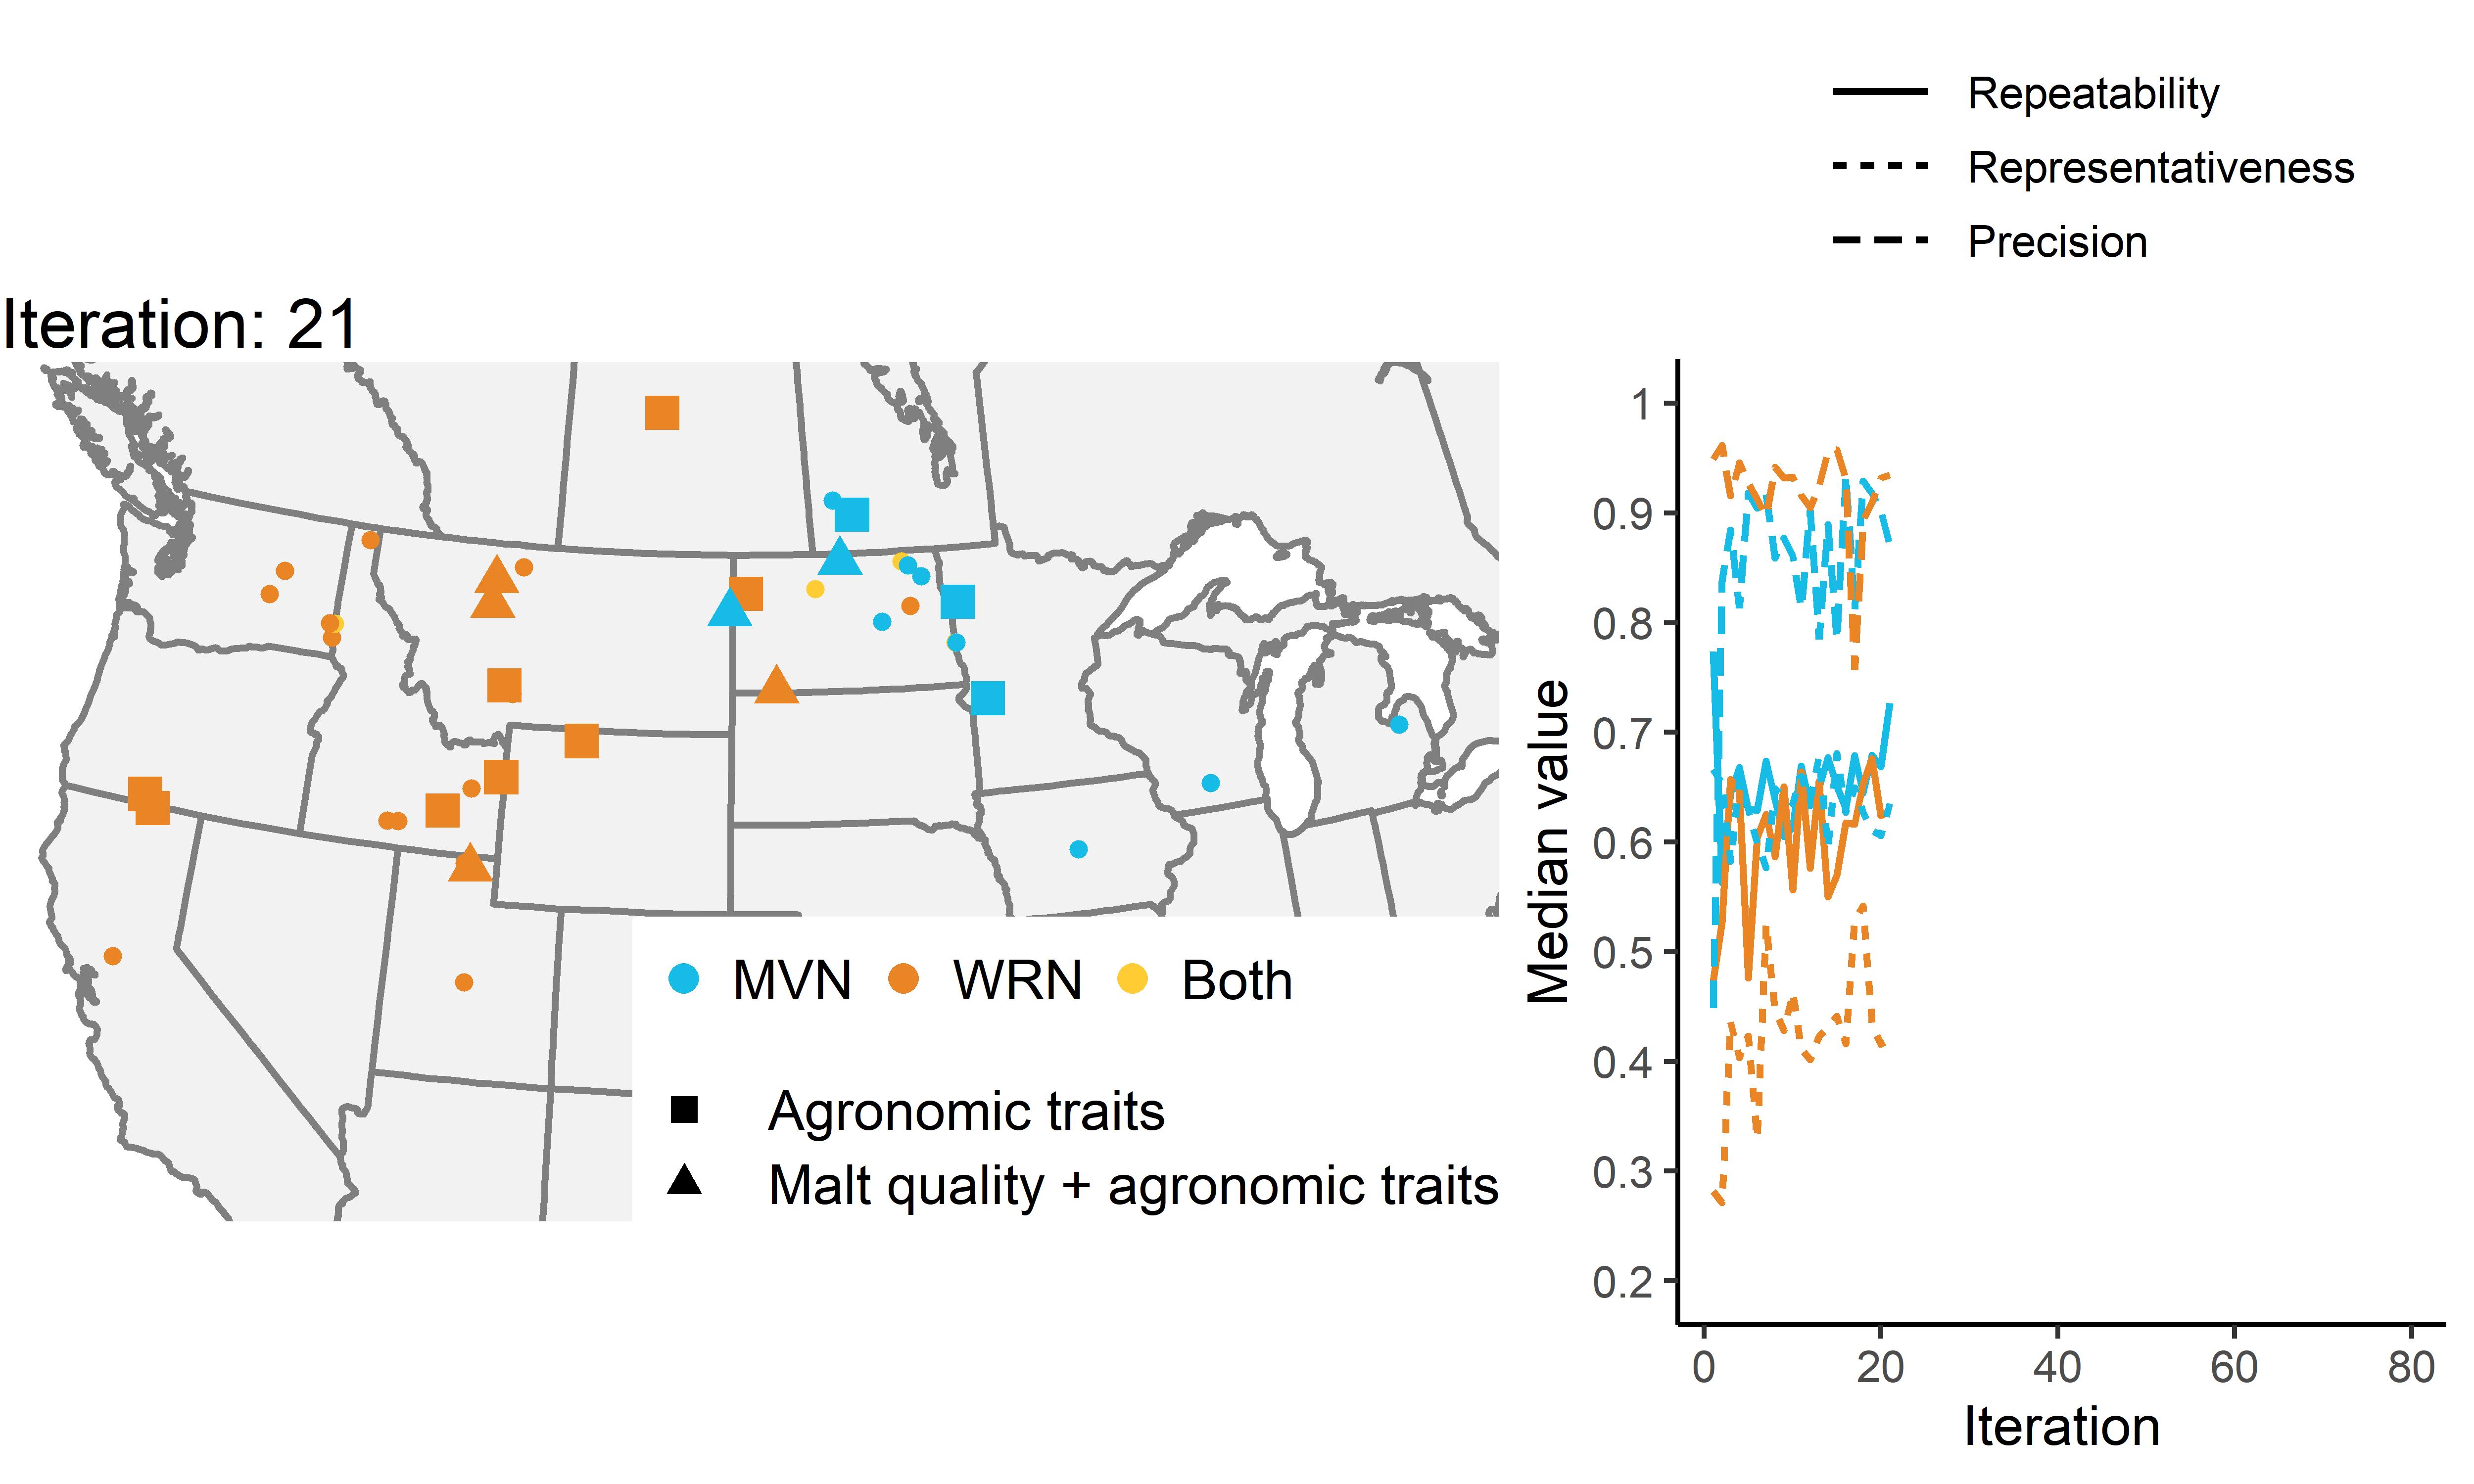 Repeatability
Representativeness
Precision
Iteration: 21
MVN WRN Both
Agronomic traits
Malt quality + agronomic traits
Median value
1
0.9
0.8
0.7
0.6
0.5
0.4
0.3
0.2
0 20 40 60 80
Iteration